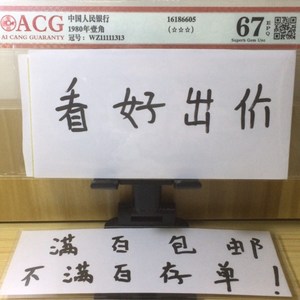 ACG
AI CANG GUARANTY
中国人民银行
1980年壹角
冠号：WZ11111313
16186605
(☆☆☆)
67 EPQ
Superb Gem Unc
看好出价
满百包邮
不满百存单！